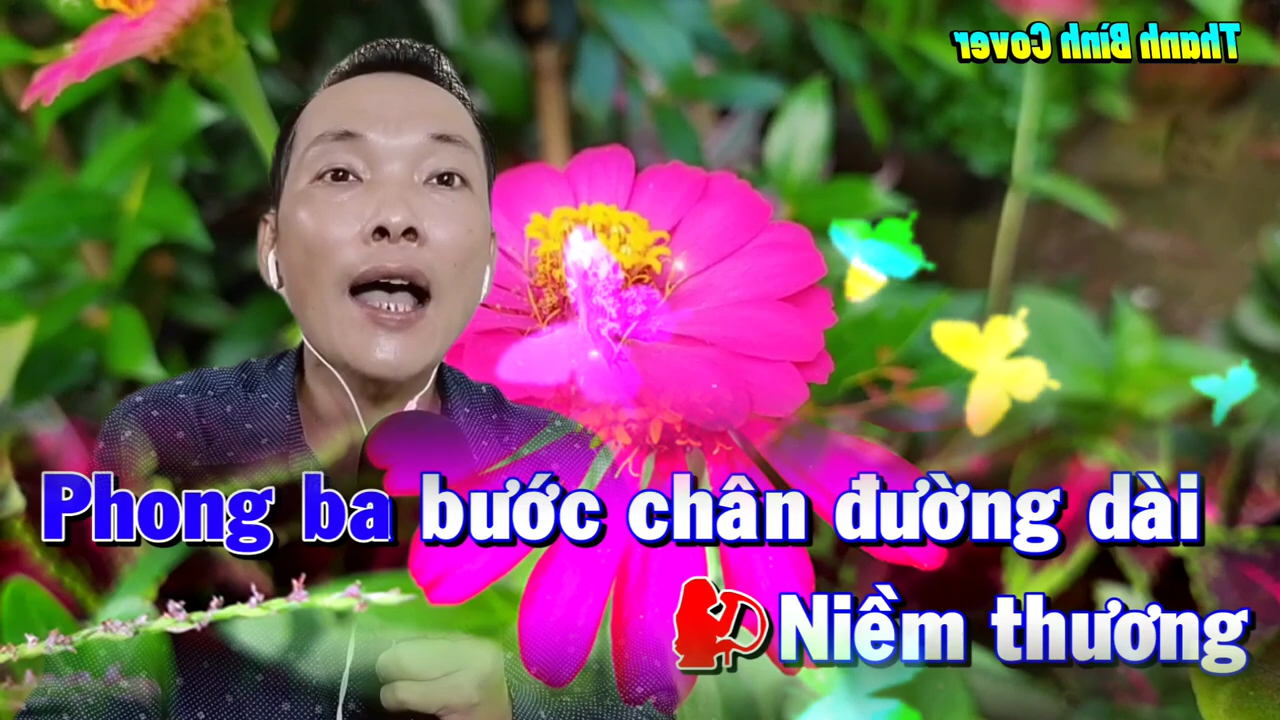 Thanh Bình Cover
Phong ba bước chân đường dài
Niềm thương